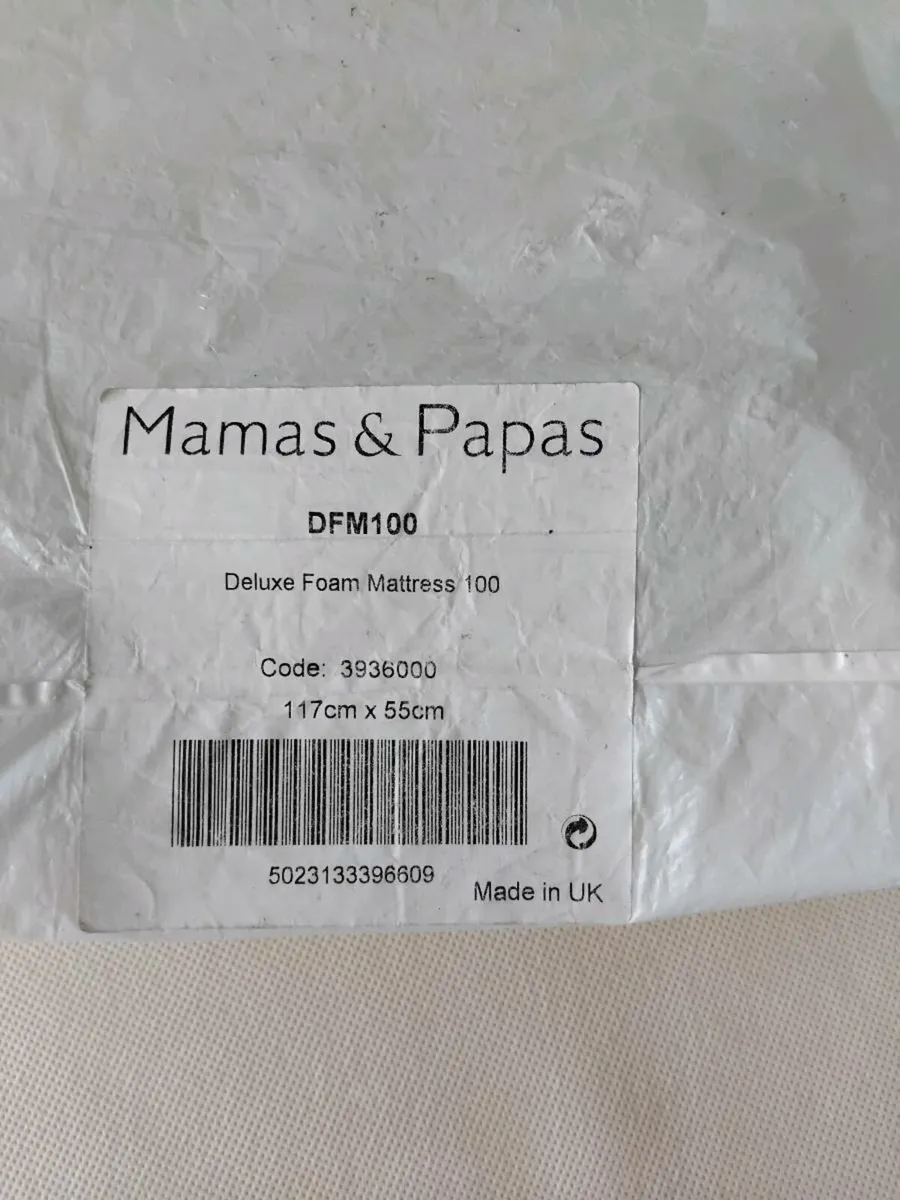 Mamas & Papas
DFM100
Deluxe Foam Mattress 100
Code: 3936000
117cm x 55cm
5023133396609
Made in UK